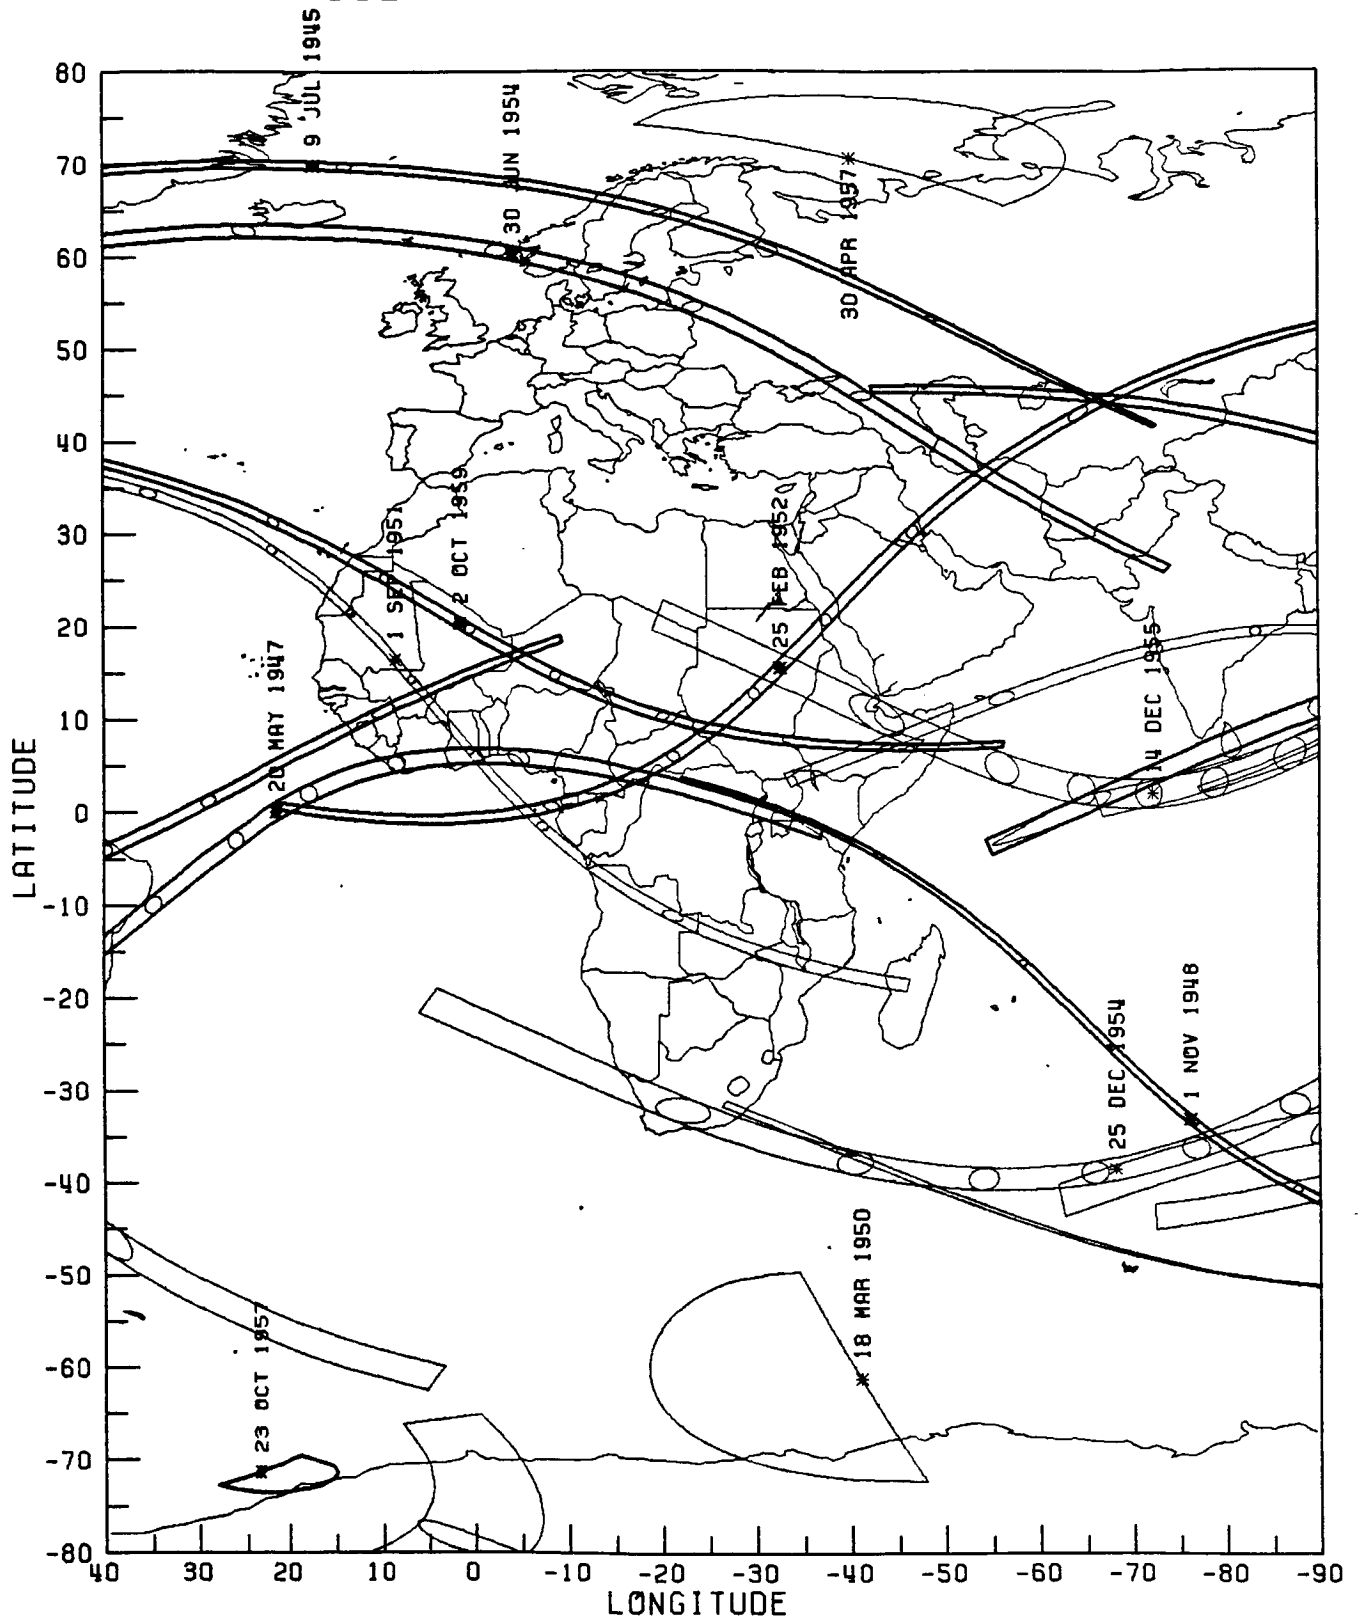 9 JUL 1945
30 JUN 1954
30 APR 1957
1 SEP 1951
2 OCT 1959
25 FEB 1952
20 MAY 1947
14 DEC 1955
25 DEC 1954
1 NOV 1948
18 MAR 1950
23 OCT 1957
LATITUDE
80
70
60
50
40
30
20
10
0
-10
-20
-30
-40
-50
-60
-70
-80
40 30 20 10 0 -10 -20 -30 -40 -50 -60 -70 -80 -90
LONGITUDE